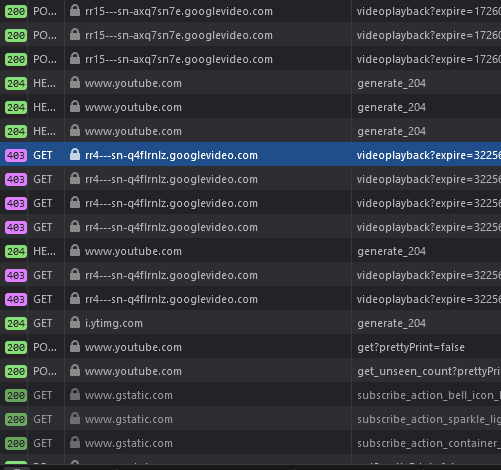 200 PO... rr15---sn-axq7sn7e.googlevideo.com videoplayback?expire=17260
200 PO... rr15---sn-axq7sn7e.googlevideo.com videoplayback?expire=17260
200 PO... rr15---sn-axq7sn7e.googlevideo.com videoplayback?expire=17260
204 HE... www.youtube.com generate_204
204 HE... www.youtube.com generate_204
204 HE... www.youtube.com generate_204
403 GET rr4---sn-q4flrnlz.googlevideo.com videoplayback?expire=32256
403 GET rr4---sn-q4flrnlz.googlevideo.com videoplayback?expire=32256
403 GET rr4---sn-q4flrnlz.googlevideo.com videoplayback?expire=32256
403 GET rr4---sn-q4flrnlz.googlevideo.com videoplayback?expire=32256
204 HE... www.youtube.com generate_204
403 GET rr4---sn-q4flrnlz.googlevideo.com videoplayback?expire=32256
403 GET rr4---sn-q4flrnlz.googlevideo.com videoplayback?expire=32256
204 GET i.ytimg.com generate_204
200 PO... www.youtube.com get?prettyPrint=false
200 PO... www.youtube.com get_unseen_count?prettyPri
200 GET www.gstatic.com subscribe_action_bell_icon_l
200 GET www.gstatic.com subscribe_action_sparkle_lig
200 GET www.gstatic.com subscribe_action_container_